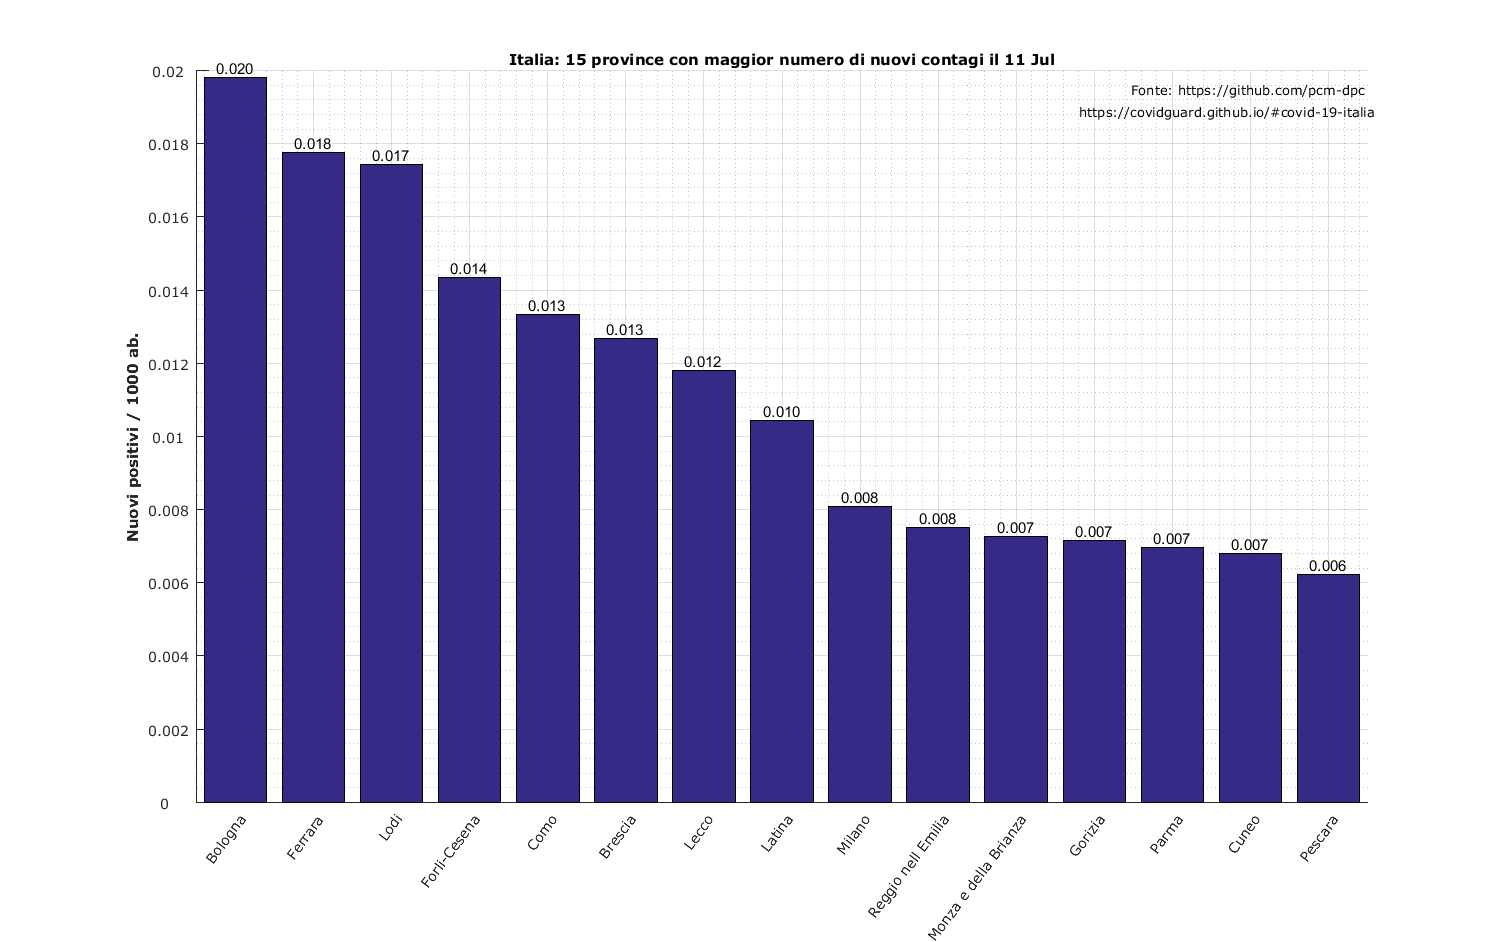 Italia: 15 province con maggior numero di nuovi contagi il 11 Jul
Fonte: https://github.com/pcm-dpc
https://covidguard.github.io/#covid-19-italia
Nuovi positivi / 1000 ab.
0.02
0.018
0.016
0.014
0.012
0.01
0.008
0.006
0.004
0.002
0
0.020
0.018
0.017
0.014
0.013
0.013
0.012
0.010
0.008
0.008
0.007
0.007
0.007
0.007
0.006
Bologna
Ferrara
Lodi
Forlì-Cesena
Como
Brescia
Lecco
Latina
Milano
Reggio nell Emilia
Monza e della Brianza
Gorizia
Parma
Cuneo
Pescara